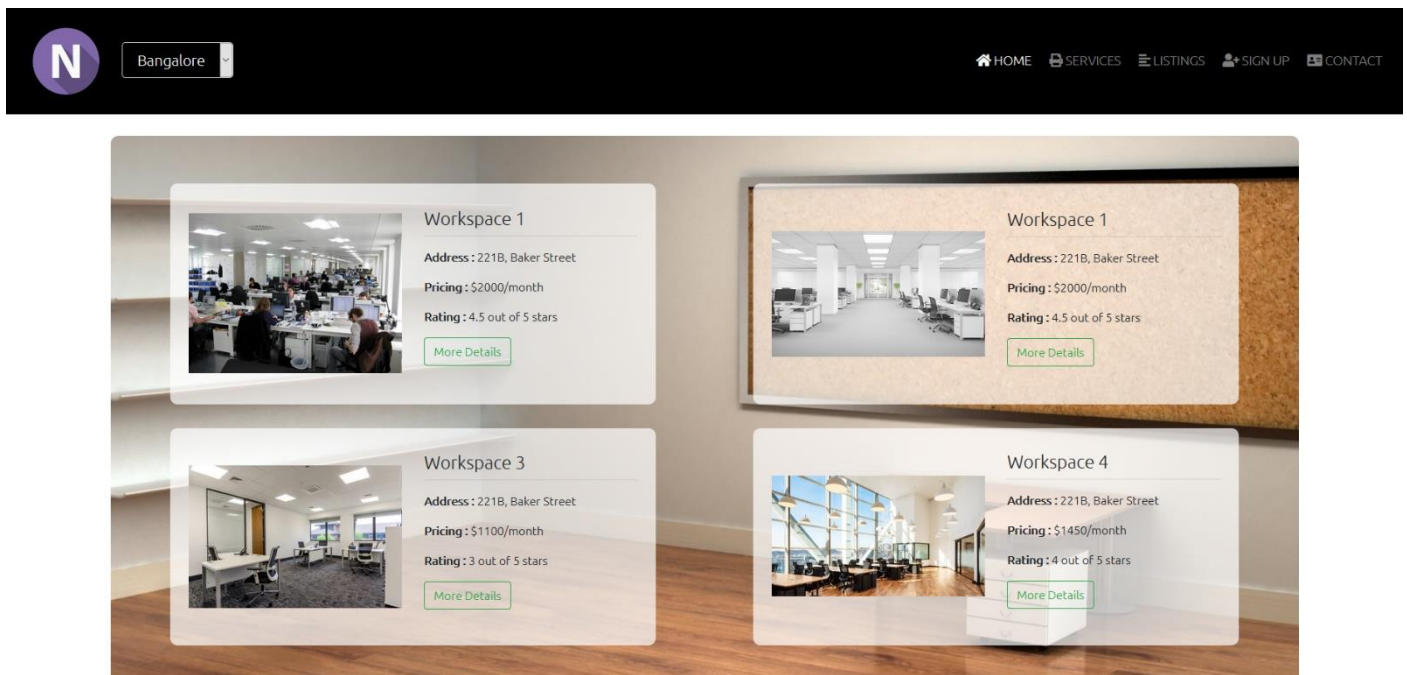 N
Bangalore
HOME SERVICES LISTINGS SIGN UP CONTACT
Workspace 1
Address : 221B, Baker Street
Pricing : $2000/month
Rating : 4.5 out of 5 stars
More Details
Workspace 1
Address : 221B, Baker Street
Pricing : $2000/month
Rating : 4.5 out of 5 stars
More Details
Workspace 3
Address : 221B, Baker Street
Pricing : $1100/month
Rating : 3 out of 5 stars
More Details
Workspace 4
Address : 221B, Baker Street
Pricing : $1450/month
Rating : 4 out of 5 stars
More Details